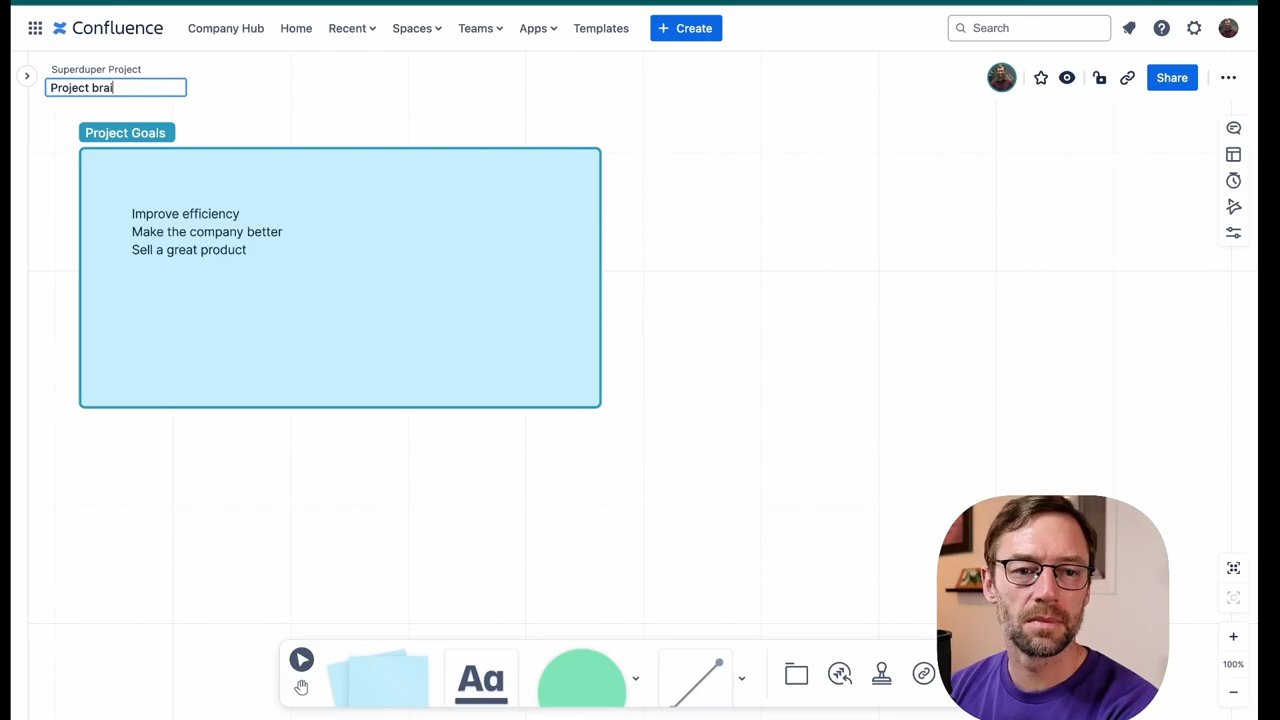 Confluence
Company Hub
Home
Recent
Spaces
Teams
Apps
Templates
+ Create
Search
Superduper Project
Project brai
Share
Project Goals
Improve efficiency
Make the company better
Sell a great product
Aa
100%